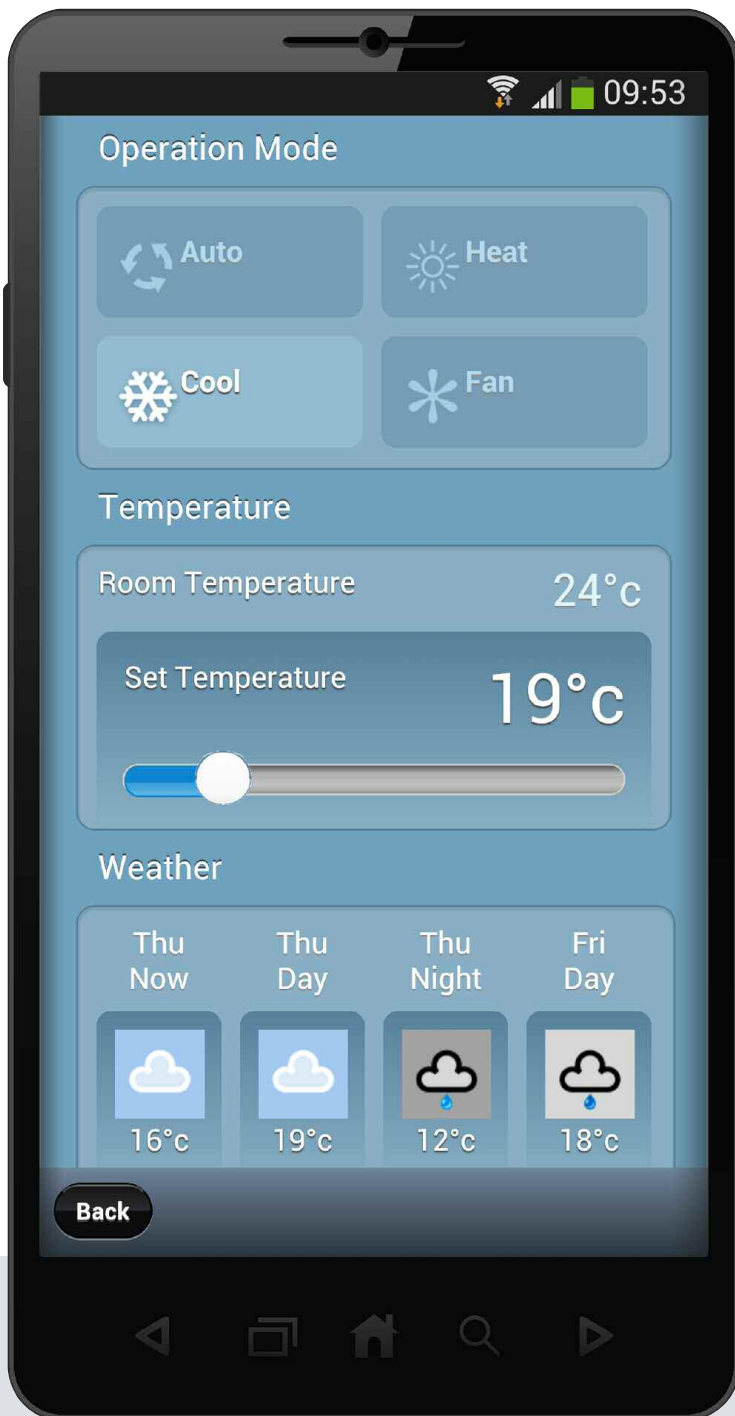 09:53
Operation Mode
Auto
Heat
Cool
Fan
Temperature
Room Temperature 24°c
Set Temperature 19°c
Weather
Thu Now
Thu Day
Thu Night
Fri Day
16°c 19°c 12°c 18°c
Back